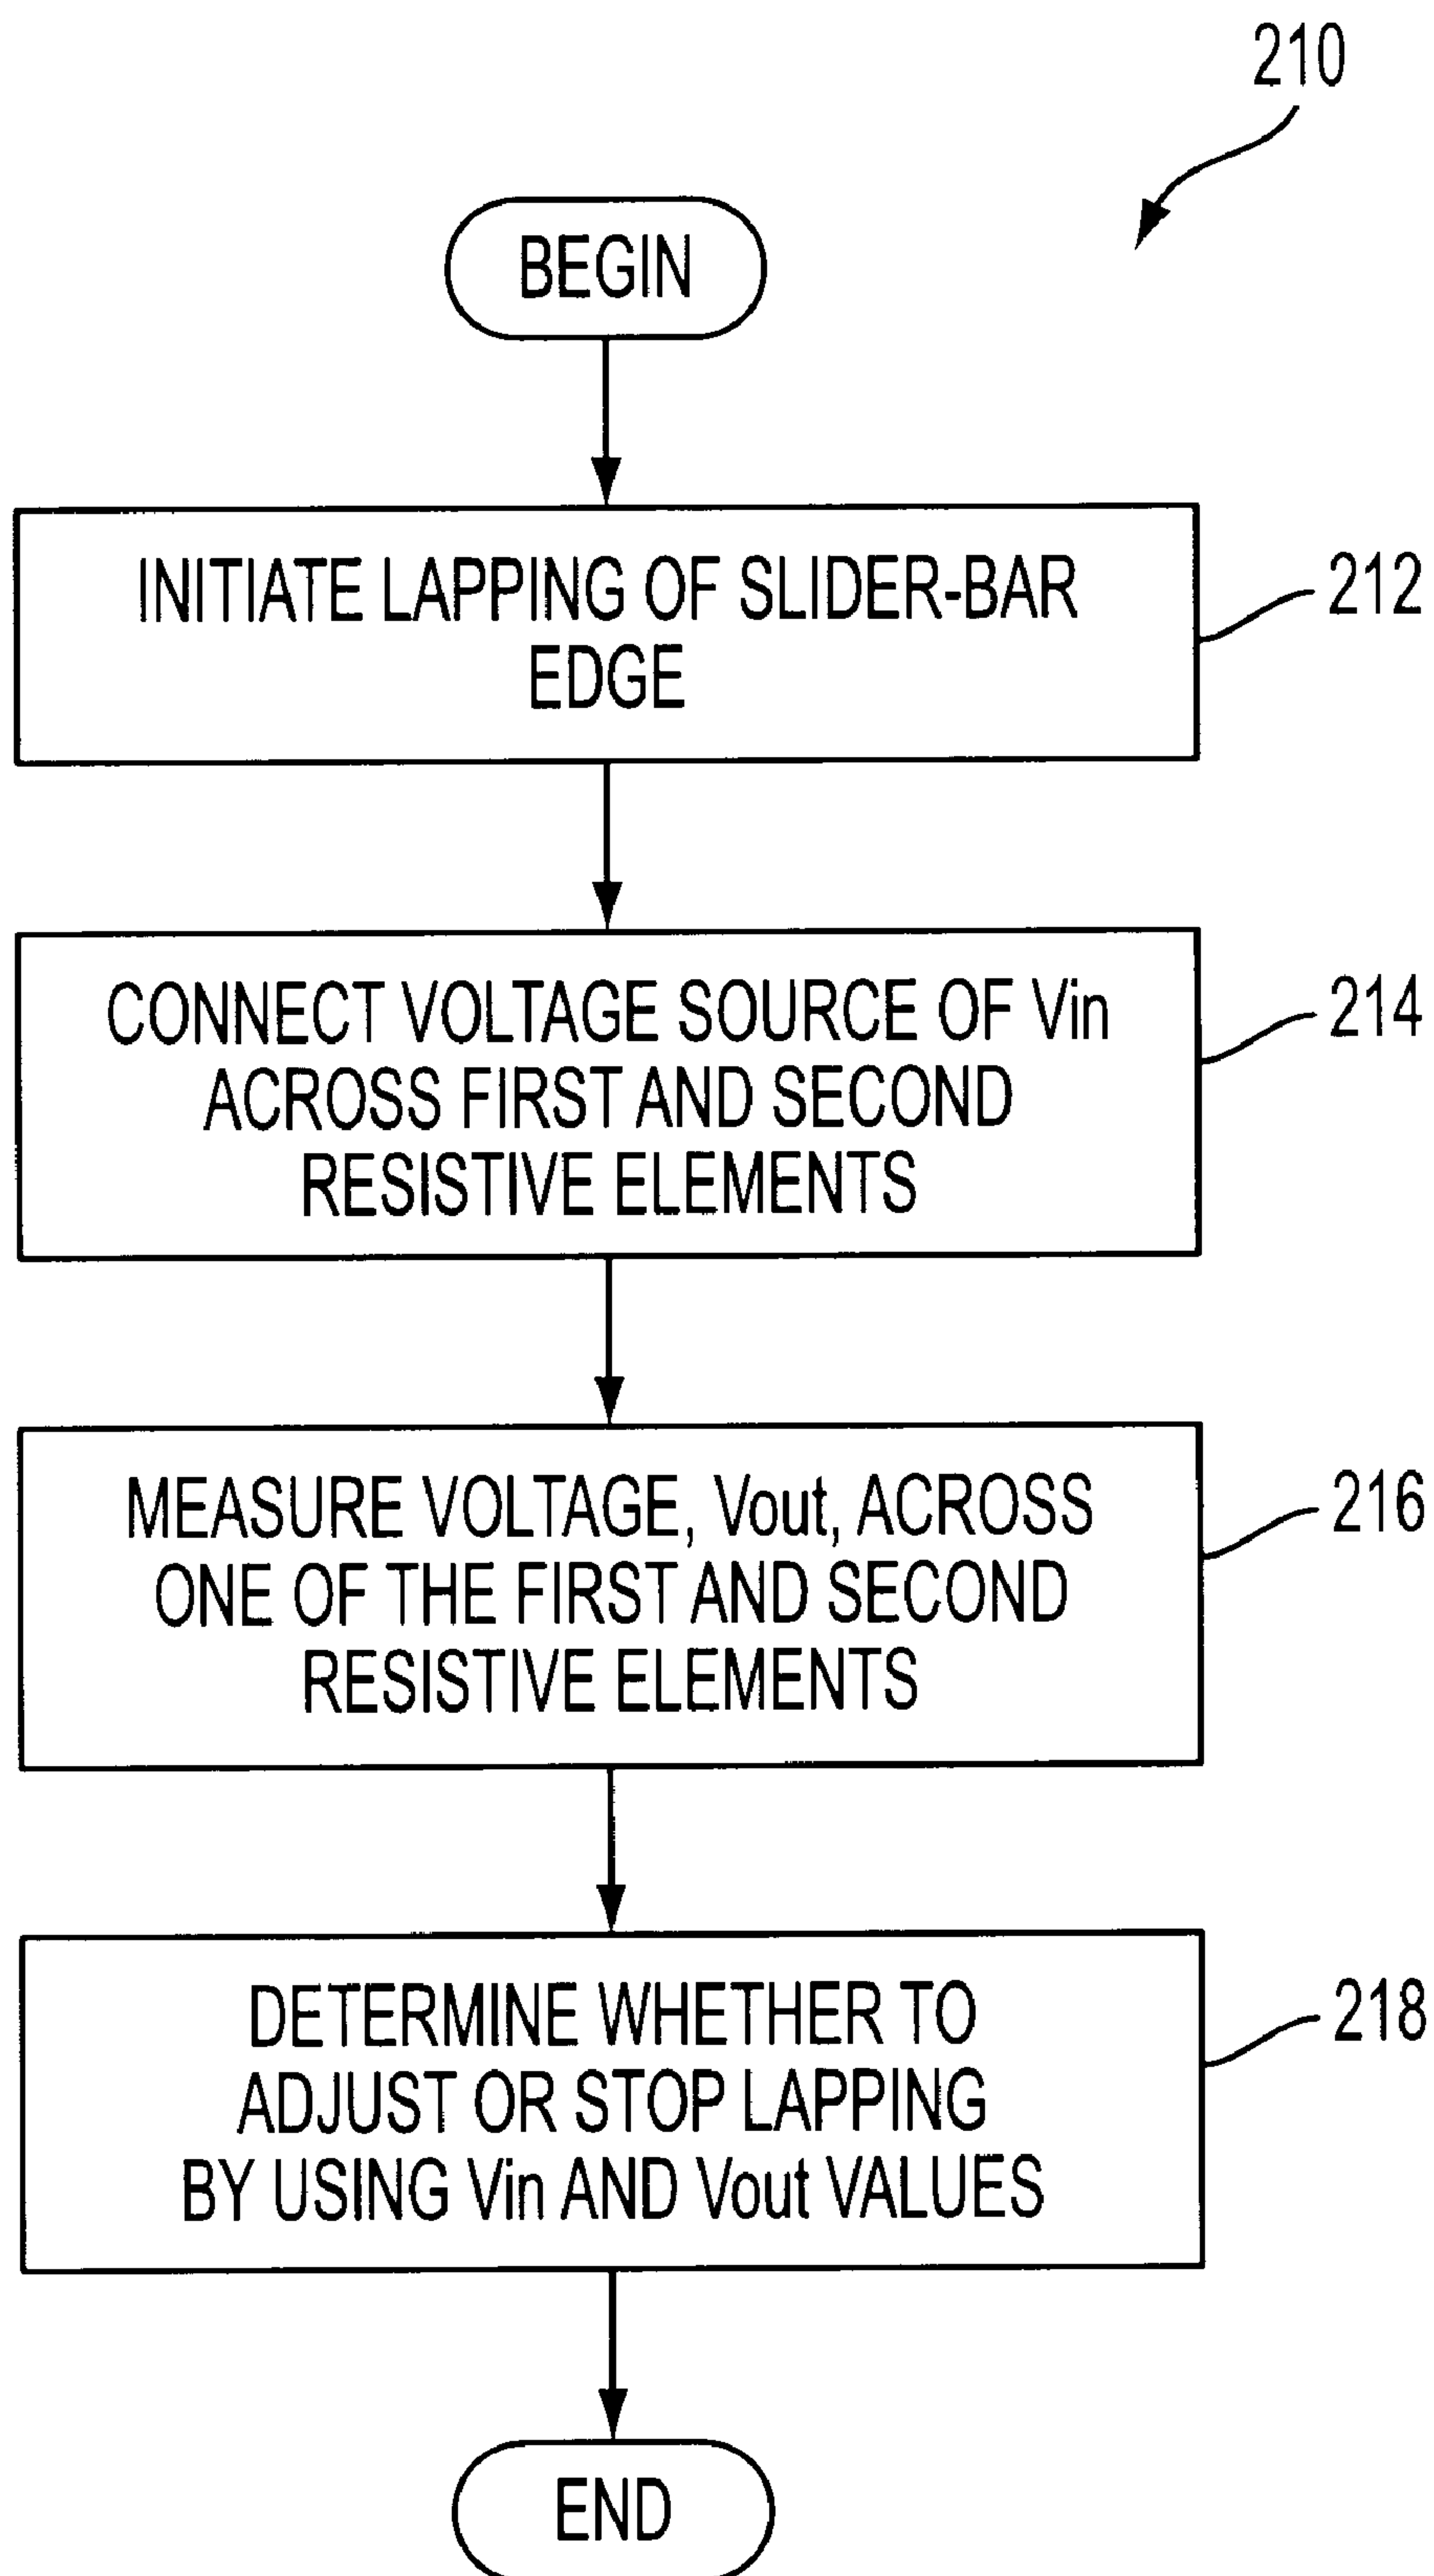 210
BEGIN
INITIATE LAPPING OF SLIDER-BAR
EDGE
212
CONNECT VOLTAGE SOURCE OF Vin
ACROSS FIRST AND SECOND
RESISTIVE ELEMENTS
214
MEASURE VOLTAGE, Vout, ACROSS
ONE OF THE FIRST AND SECOND
RESISTIVE ELEMENTS
216
DETERMINE WHETHER TO
ADJUST OR STOP LAPPING
BY USING Vin AND Vout VALUES
218
END